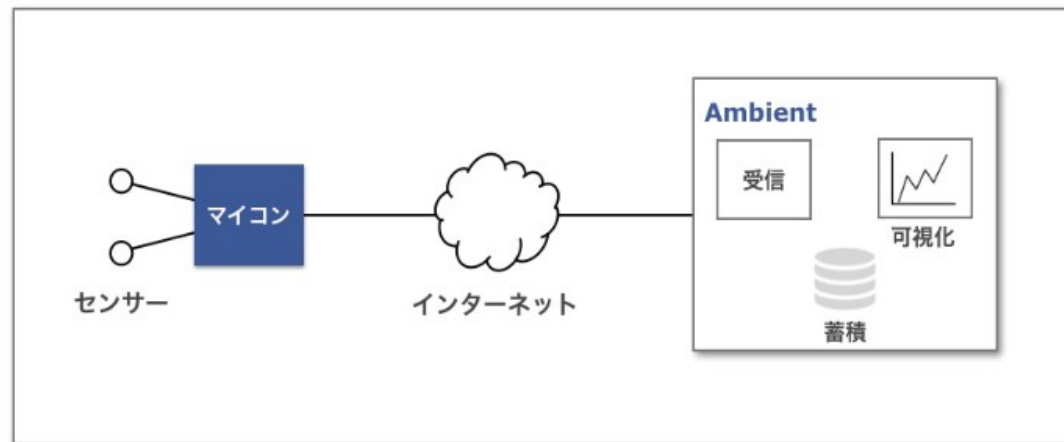 Ambient
受信
マイコン
可視化
センサー
インターネット
蓄積